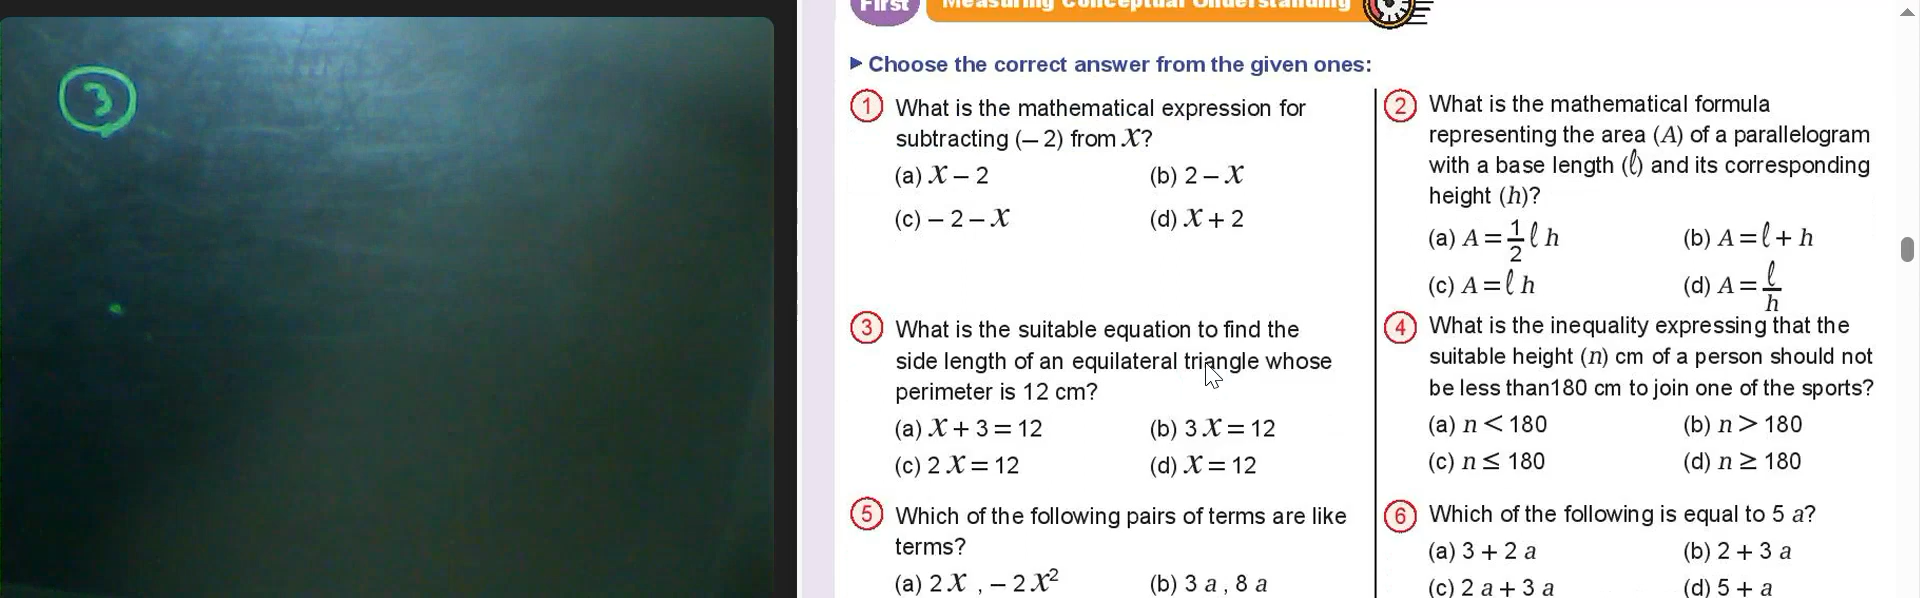 3
First
Measuring Conceptual Understanding
► Choose the correct answer from the given ones:
1 What is the mathematical expression for
subtracting (– 2) from X?
(a) X – 2 (b) 2 – X
(c) – 2 – X (d) X + 2
2 What is the mathematical formula
representing the area (A) of a parallelogram
with a base length (ℓ) and its corresponding
height (h)?
(a) A = 1/2 ℓ h (b) A = ℓ + h
(c) A = ℓ h (d) A = ℓ/h
3 What is the suitable equation to find the
side length of an equilateral triangle whose
perimeter is 12 cm?
(a) X + 3 = 12 (b) 3 X = 12
(c) 2 X = 12 (d) X = 12
4 What is the inequality expressing that the
suitable height (n) cm of a person should not
be less than180 cm to join one of the sports?
(a) n < 180 (b) n > 180
(c) n ≤ 180 (d) n ≥ 180
5 Which of the following pairs of terms are like
terms?
(a) 2 X , – 2 X² (b) 3 a , 8 a
6 Which of the following is equal to 5 a?
(a) 3 + 2 a (b) 2 + 3 a
(c) 2 a + 3 a (d) 5 + a